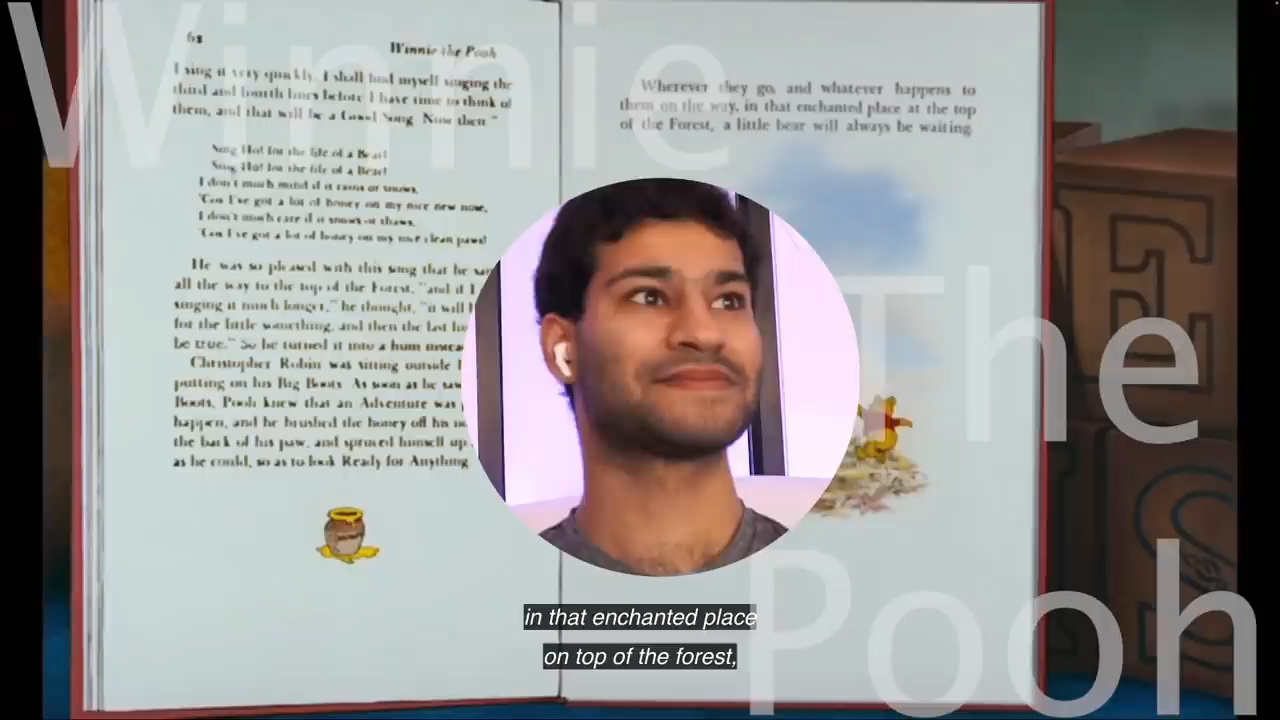 Winnie
The
Pooh
68
Winnie-the-Pooh
I sing it very quickly, I shall find myself singing the
third and fourth lines before I have time to think of
them, and that will be a Good Song. Now then."
Sing Ho! for the life of a Bear!
Sing Ho! for the life of a Bear!
I don't much mind if it rains or snows,
'Cos I've got a lot of honey on my nice new nose,
I don't much care if it snows or thaws,
'Cos I've got a lot of honey on my nice clean paws!
He was so pleased with this song that he
all the way to the top of the Forest, "and if I
singing it much longer," he thought, "it will
for the little something, and then the last
be true." So he turned it into a hum
Christopher Robin was sitting outside
putting on his Big Boots. As soon as he saw
Boots, Pooh knew that an Adventure was
happen, and he brushed the honey off his
the back of his paw, and spruced himself up
as he could, so as to look Ready for Anything
Wherever they go, and whatever happens to
them on the way, in that enchanted place at the top
of the Forest, a little bear will always be waiting.
E
S
in that enchanted place
on top of the forest,